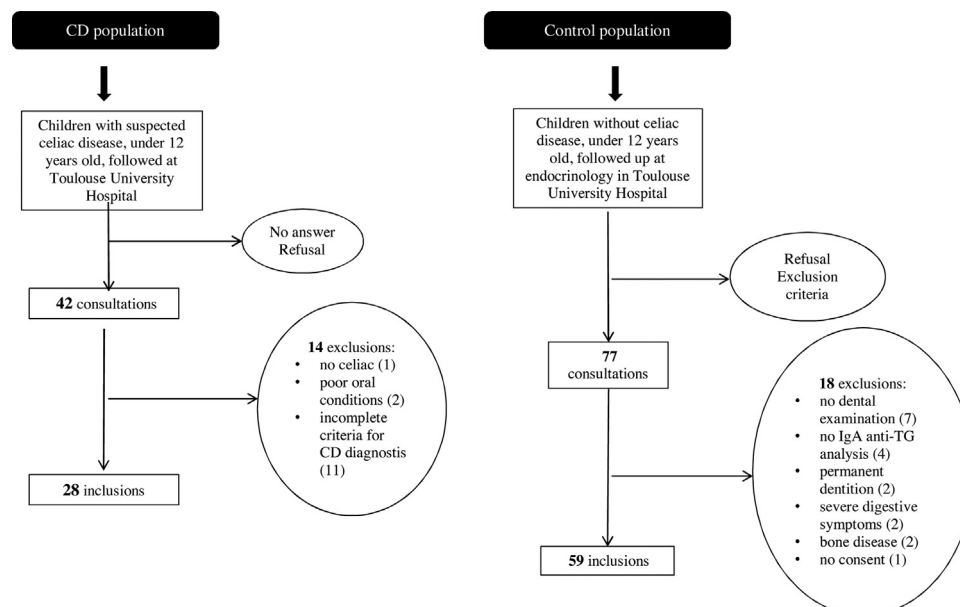 CD population
Children with suspected
celiac disease, under 12
years old, followed at
Toulouse University
Hospital
No answer
Refusal
42 consultations
14 exclusions:
• no celiac (1)
• poor oral
conditions (2)
• incomplete
criteria for
CD diagnostis
(11)
28 inclusions
Control population
Children without celiac
disease, under 12 years
old, followed up at
endocrinology in Toulouse
University Hospital
Refusal
Exclusion
criteria
77
consultations
18 exclusions:
• no dental
examination (7)
• no IgA anti-TG
analysis (4)
• permanent
dentition (2)
• severe digestive
symptoms (2)
• bone disease (2)
• no consent (1)
59 inclusions